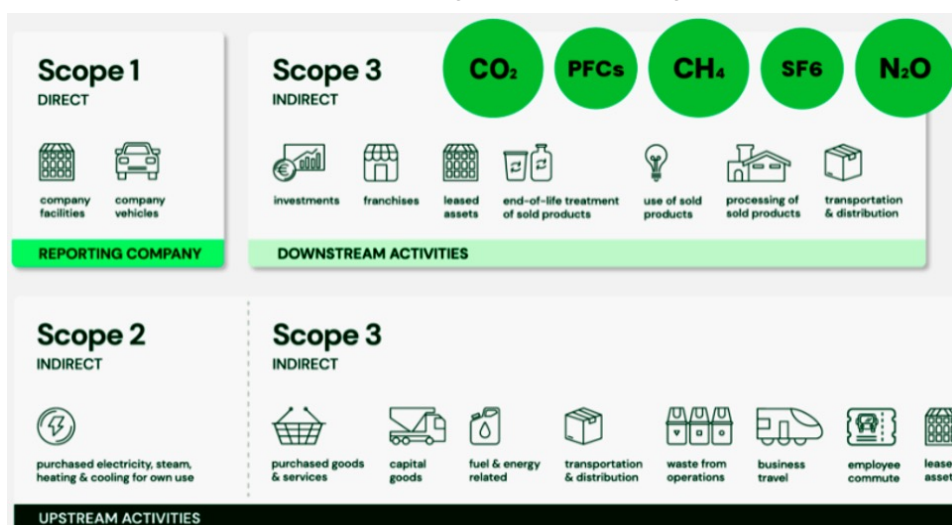 Scope 1
DIRECT
company
facilities
company
vehicles
REPORTING COMPANY
Scope 3
INDIRECT
CO₂
PFCs
CH₄
SF6
N₂O
investments
franchises
leased
assets
end-of-life treatment
of sold products
use of sold
products
processing of
sold products
transportation
& distribution
DOWNSTREAM ACTIVITIES
Scope 2
INDIRECT
purchased electricity, steam,
heating & cooling for own use
Scope 3
INDIRECT
purchased goods
& services
capital
goods
fuel & energy
related
transportation
& distribution
waste from
operations
business
travel
employee
commute
lease
asset
UPSTREAM ACTIVITIES